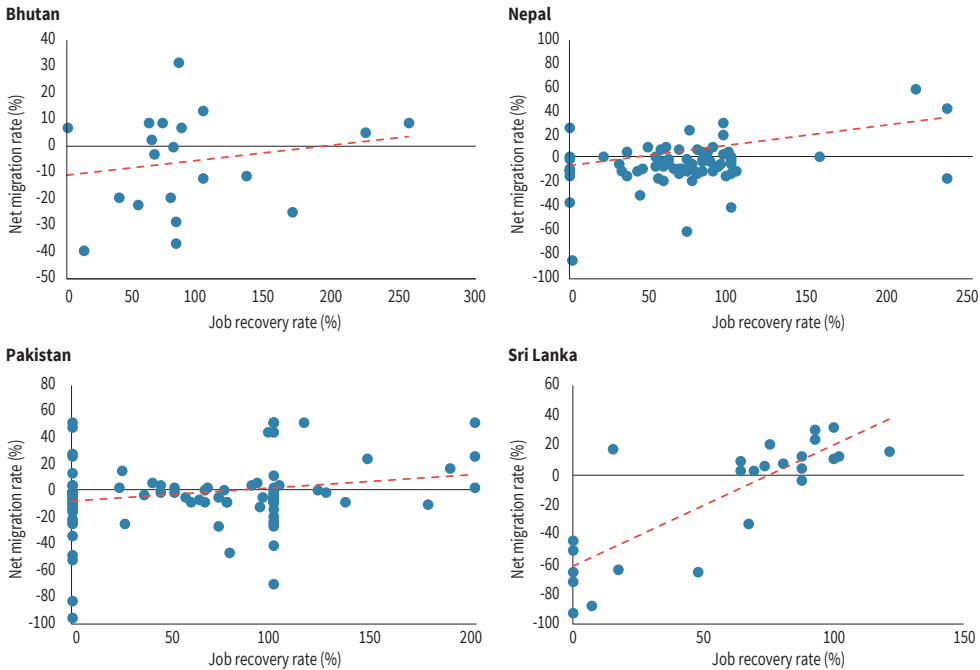 Bhutan
Net migration rate (%)
40
30
20
10
0
-10
-20
-30
-40
-50
0 50 100 150 200 250 300
Job recovery rate (%)
Nepal
Net migration rate (%)
100
80
60
40
20
0
-20
-40
-60
-80
-100
0 50 100 150 200 250
Job recovery rate (%)
Pakistan
Net migration rate (%)
80
60
40
20
0
-20
-40
-60
-80
-100
0 50 100 150 200
Job recovery rate (%)
Sri Lanka
Net migration rate (%)
60
40
20
0
-20
-40
-60
-80
-100
0 50 100 150
Job recovery rate (%)